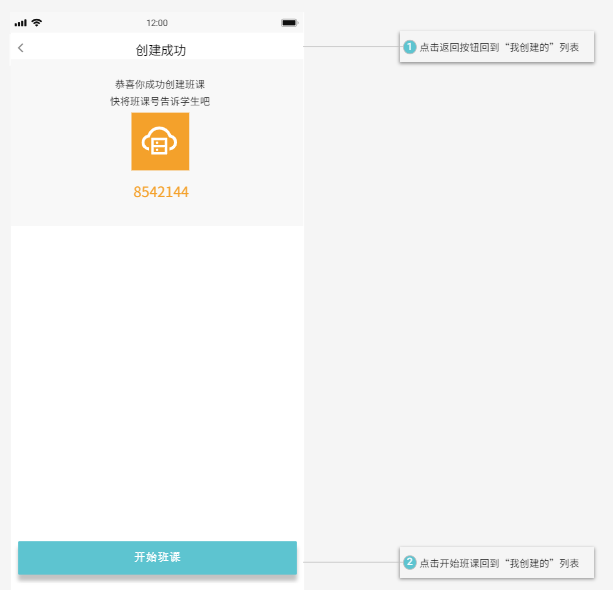 12:00
创建成功
1 点击返回按钮回到“我创建的”列表
恭喜你成功创建班课
快将班课号告诉学生吧
8542144
开始班课
2 点击开始班课回到“我创建的”列表